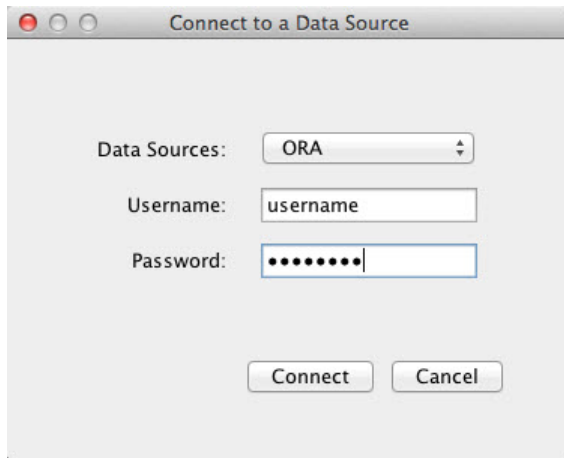 Connect to a Data Source
Data Sources: ORA
Username: username
Password: ••••••••
Connect Cancel